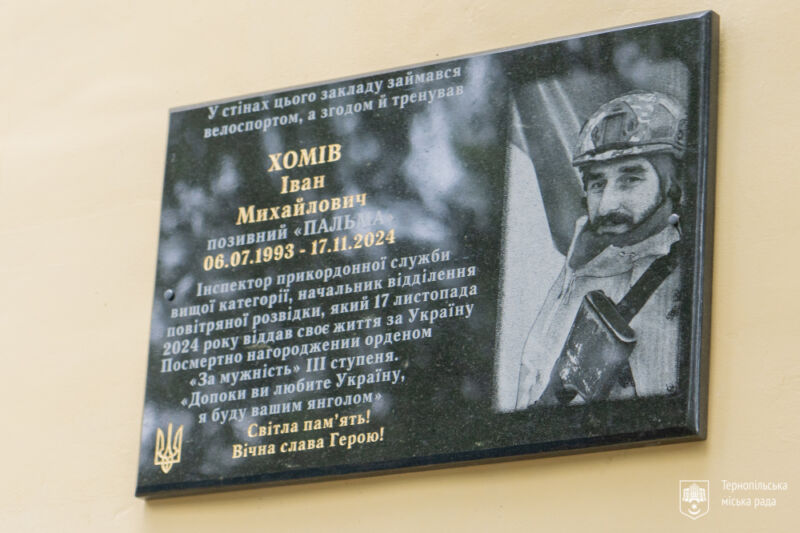 У стінах цього закладу займався
велоспортом, а згодом й тренував
ХОМІВ
Іван
Михайлович
позивний «ПАЛЬМА»
06.07.1993 - 17.11.2024
Інспектор прикордонної служби
вищої категорії, начальник відділення
повітряної розвідки, який 17 листопада
2024 року віддав своє життя за Україну
Посмертно нагороджений орденом
«За мужність» ІІІ ступеня.
«Допоки ви любите Україну,
я буду вашим янголом»
Світла пам'ять!
Вічна слава Герою!
Тернопільська
міська рада